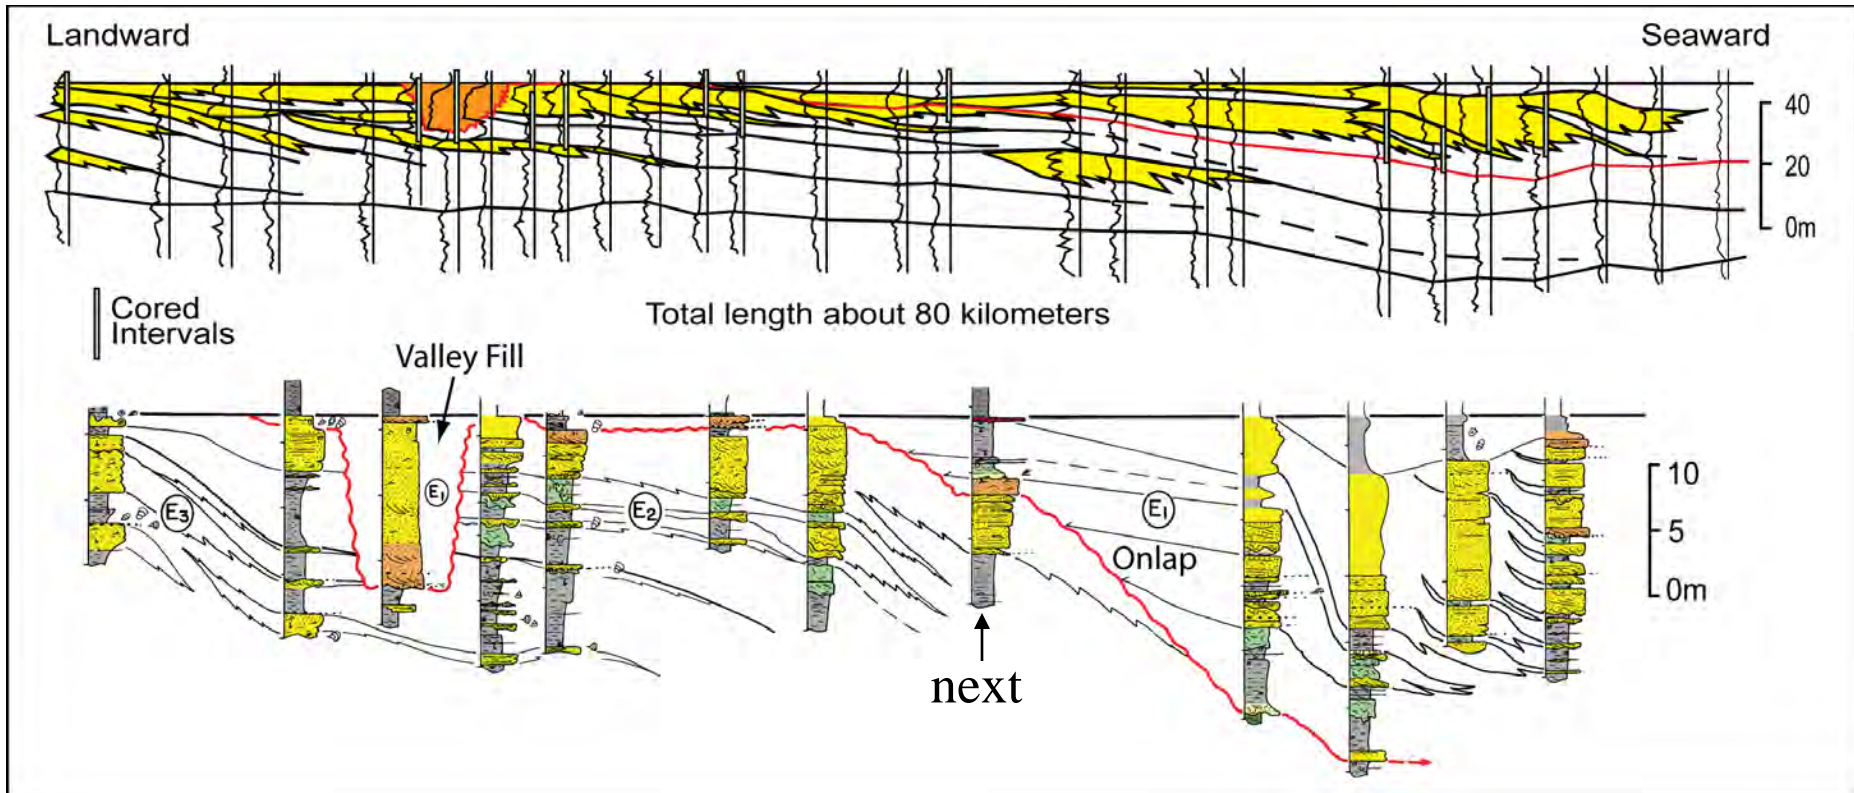 Landward
Seaward
40
20
0m
Cored
Intervals
Total length about 80 kilometers
Valley Fill
E3
E1
E2
E1
Onlap
10
5
0m
next